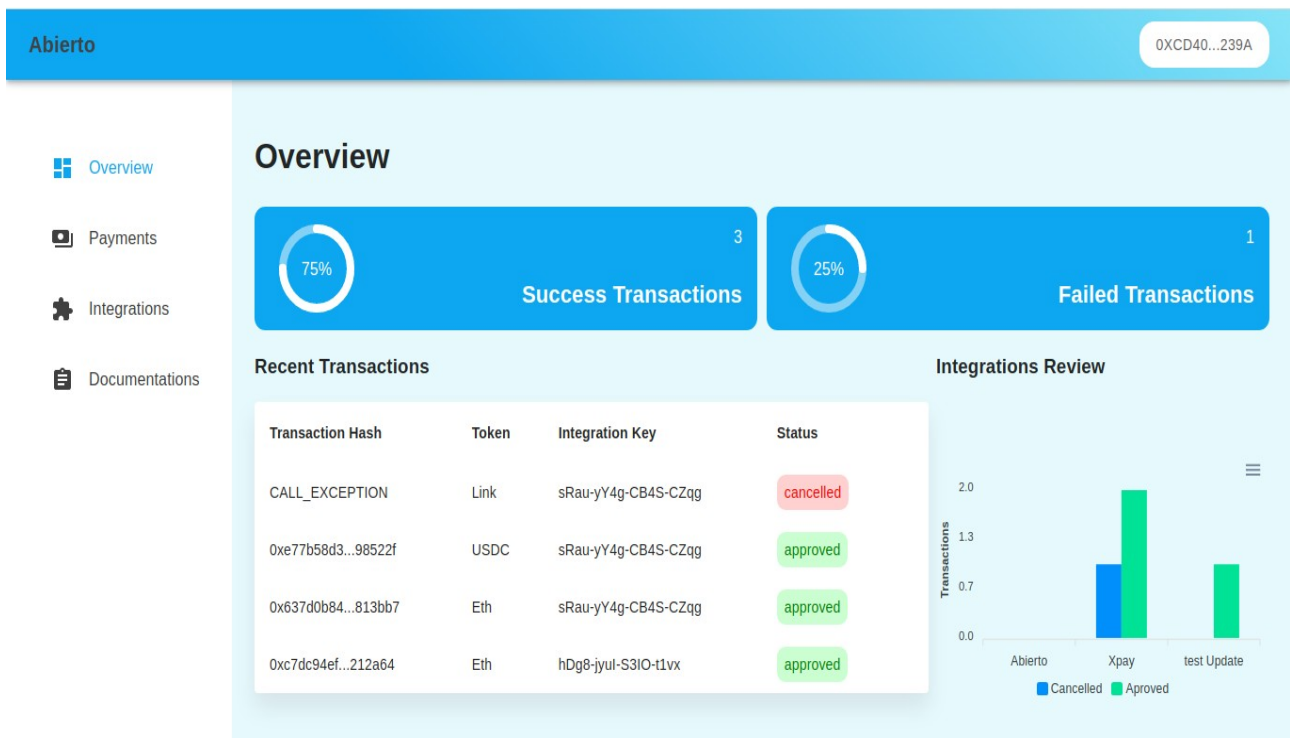 Abierto
0XCD40...239A
Overview
Payments
Integrations
Documentations
Overview
75%
3
Success Transactions
25%
1
Failed Transactions
Recent Transactions
Transaction Hash Token Integration Key Status
CALL_EXCEPTION Link sRau-yY4g-CB4S-CZqg cancelled
0xe77b58d3...98522f USDC sRau-yY4g-CB4S-CZqg approved
0x637d0b84...813bb7 Eth sRau-yY4g-CB4S-CZqg approved
0xc7dc94ef...212a64 Eth hDg8-jyuI-S3IO-t1vx approved
Integrations Review
Transactions
2.0
1.3
0.7
0.0
Abierto Xpay test Update
Cancelled Aproved